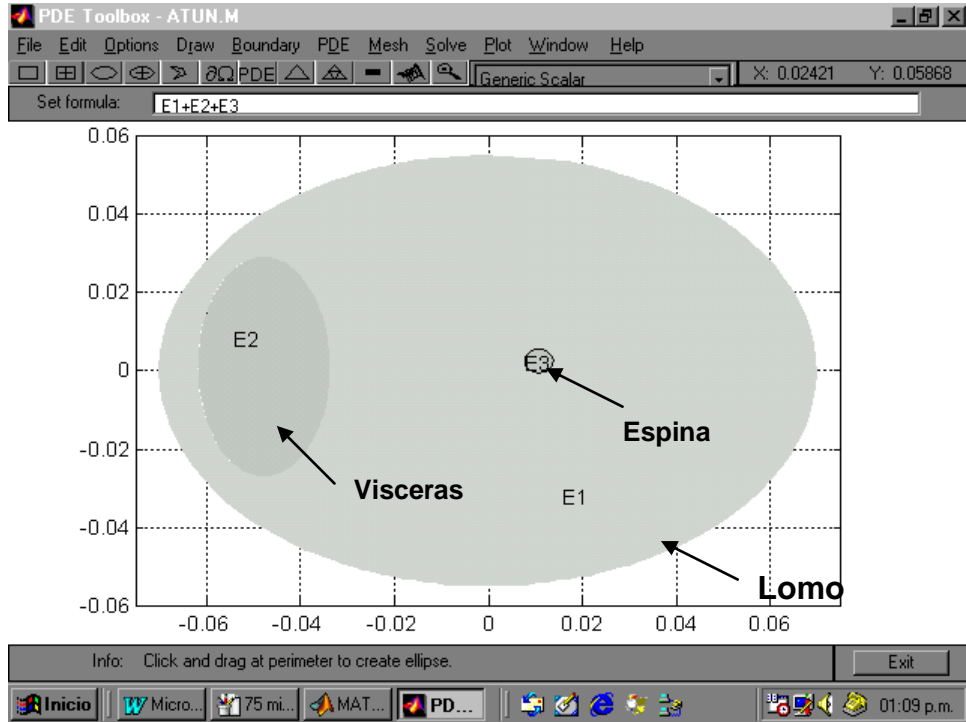 PDE Toolbox - ATUN.M
File Edit Options Draw Boundary PDE Mesh Solve Plot Window Help
∂Ω PDE Generic Scalar X: 0.02421 Y: 0.05868
Set formula: E1+E2+E3
0.06
0.04
0.02
0
-0.02
-0.04
-0.06
E2
E3
Espina
Visceras
E1
Lomo
-0.06 -0.04 -0.02 0 0.02 0.04 0.06
Info: Click and drag at perimeter to create ellipse. Exit
Inicio Micro... 75 mi... MAT... PD... 01:09 p.m.